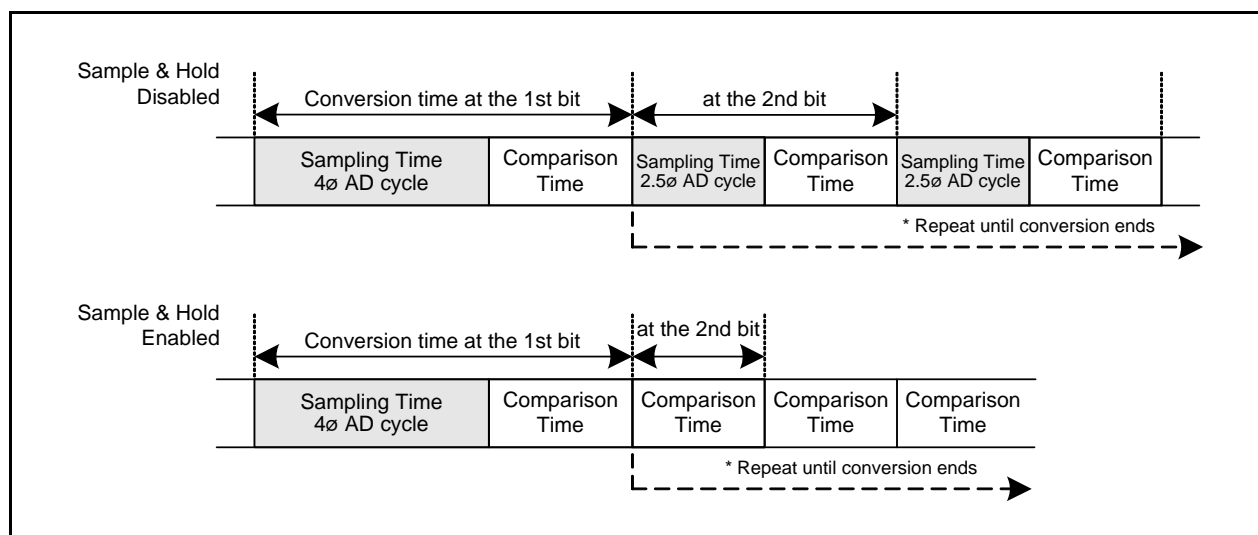 Sample & Hold
Disabled
Conversion time at the 1st bit
at the 2nd bit
Sampling Time
4ø AD cycle
Comparison
Time
Sampling Time
2.5ø AD cycle
Comparison
Time
Sampling Time
2.5ø AD cycle
Comparison
Time
* Repeat until conversion ends
Sample & Hold
Enabled
Conversion time at the 1st bit
at the 2nd bit
Sampling Time
4ø AD cycle
Comparison
Time
Comparison
Time
Comparison
Time
Comparison
Time
* Repeat until conversion ends